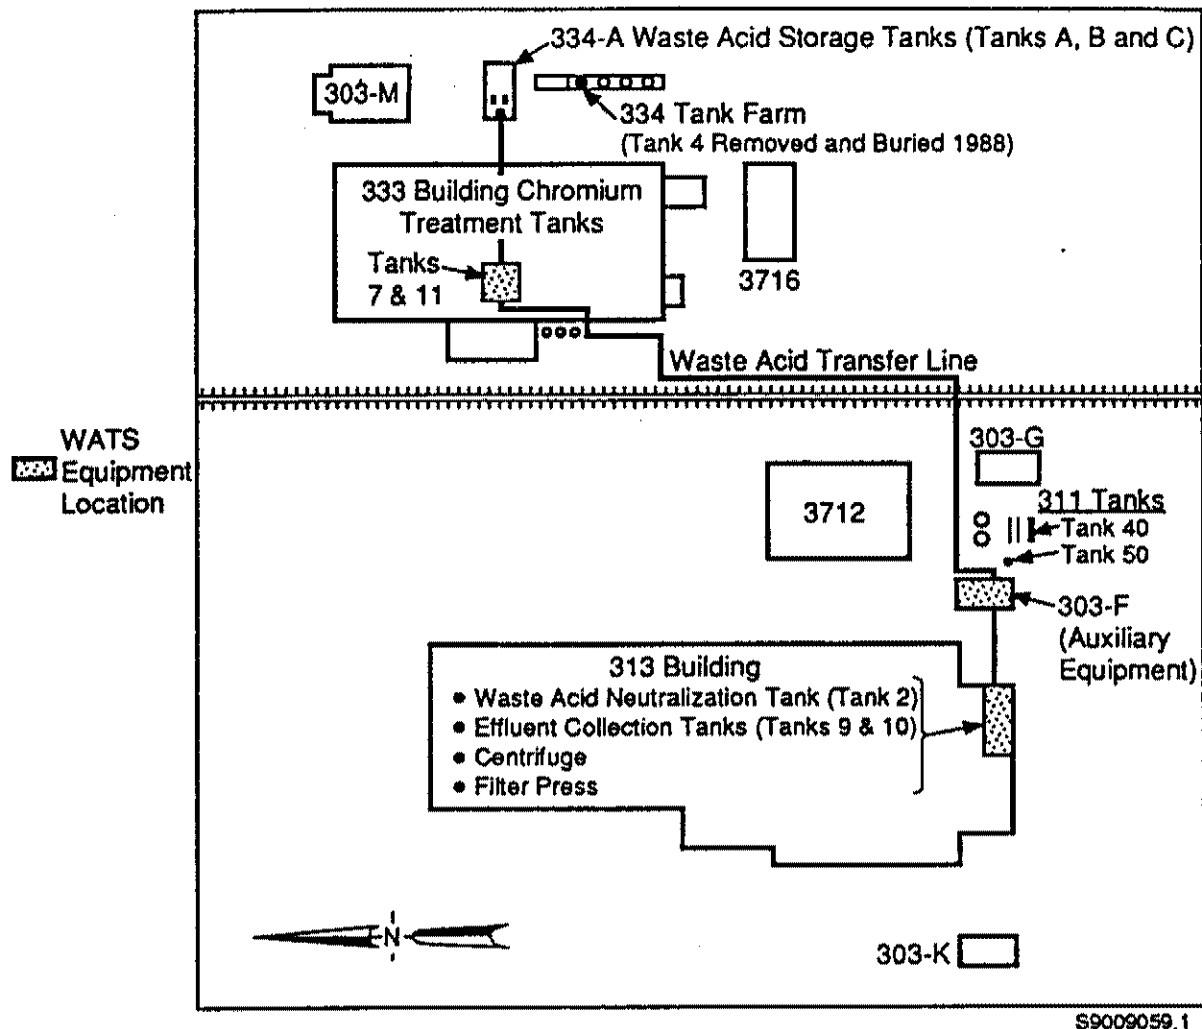 334-A Waste Acid Storage Tanks (Tanks A, B and C)
303-M
334 Tank Farm
(Tank 4 Removed and Buried 1988)
333 Building Chromium
Treatment Tanks
Tanks
7 & 11
3716
Waste Acid Transfer Line
WATS
Equipment
Location
303-G
311 Tanks
Tank 40
Tank 50
3712
303-F
(Auxiliary
Equipment)
313 Building
• Waste Acid Neutralization Tank (Tank 2)
• Effluent Collection Tanks (Tanks 9 & 10)
• Centrifuge
• Filter Press
N
303-K
S9009059.1